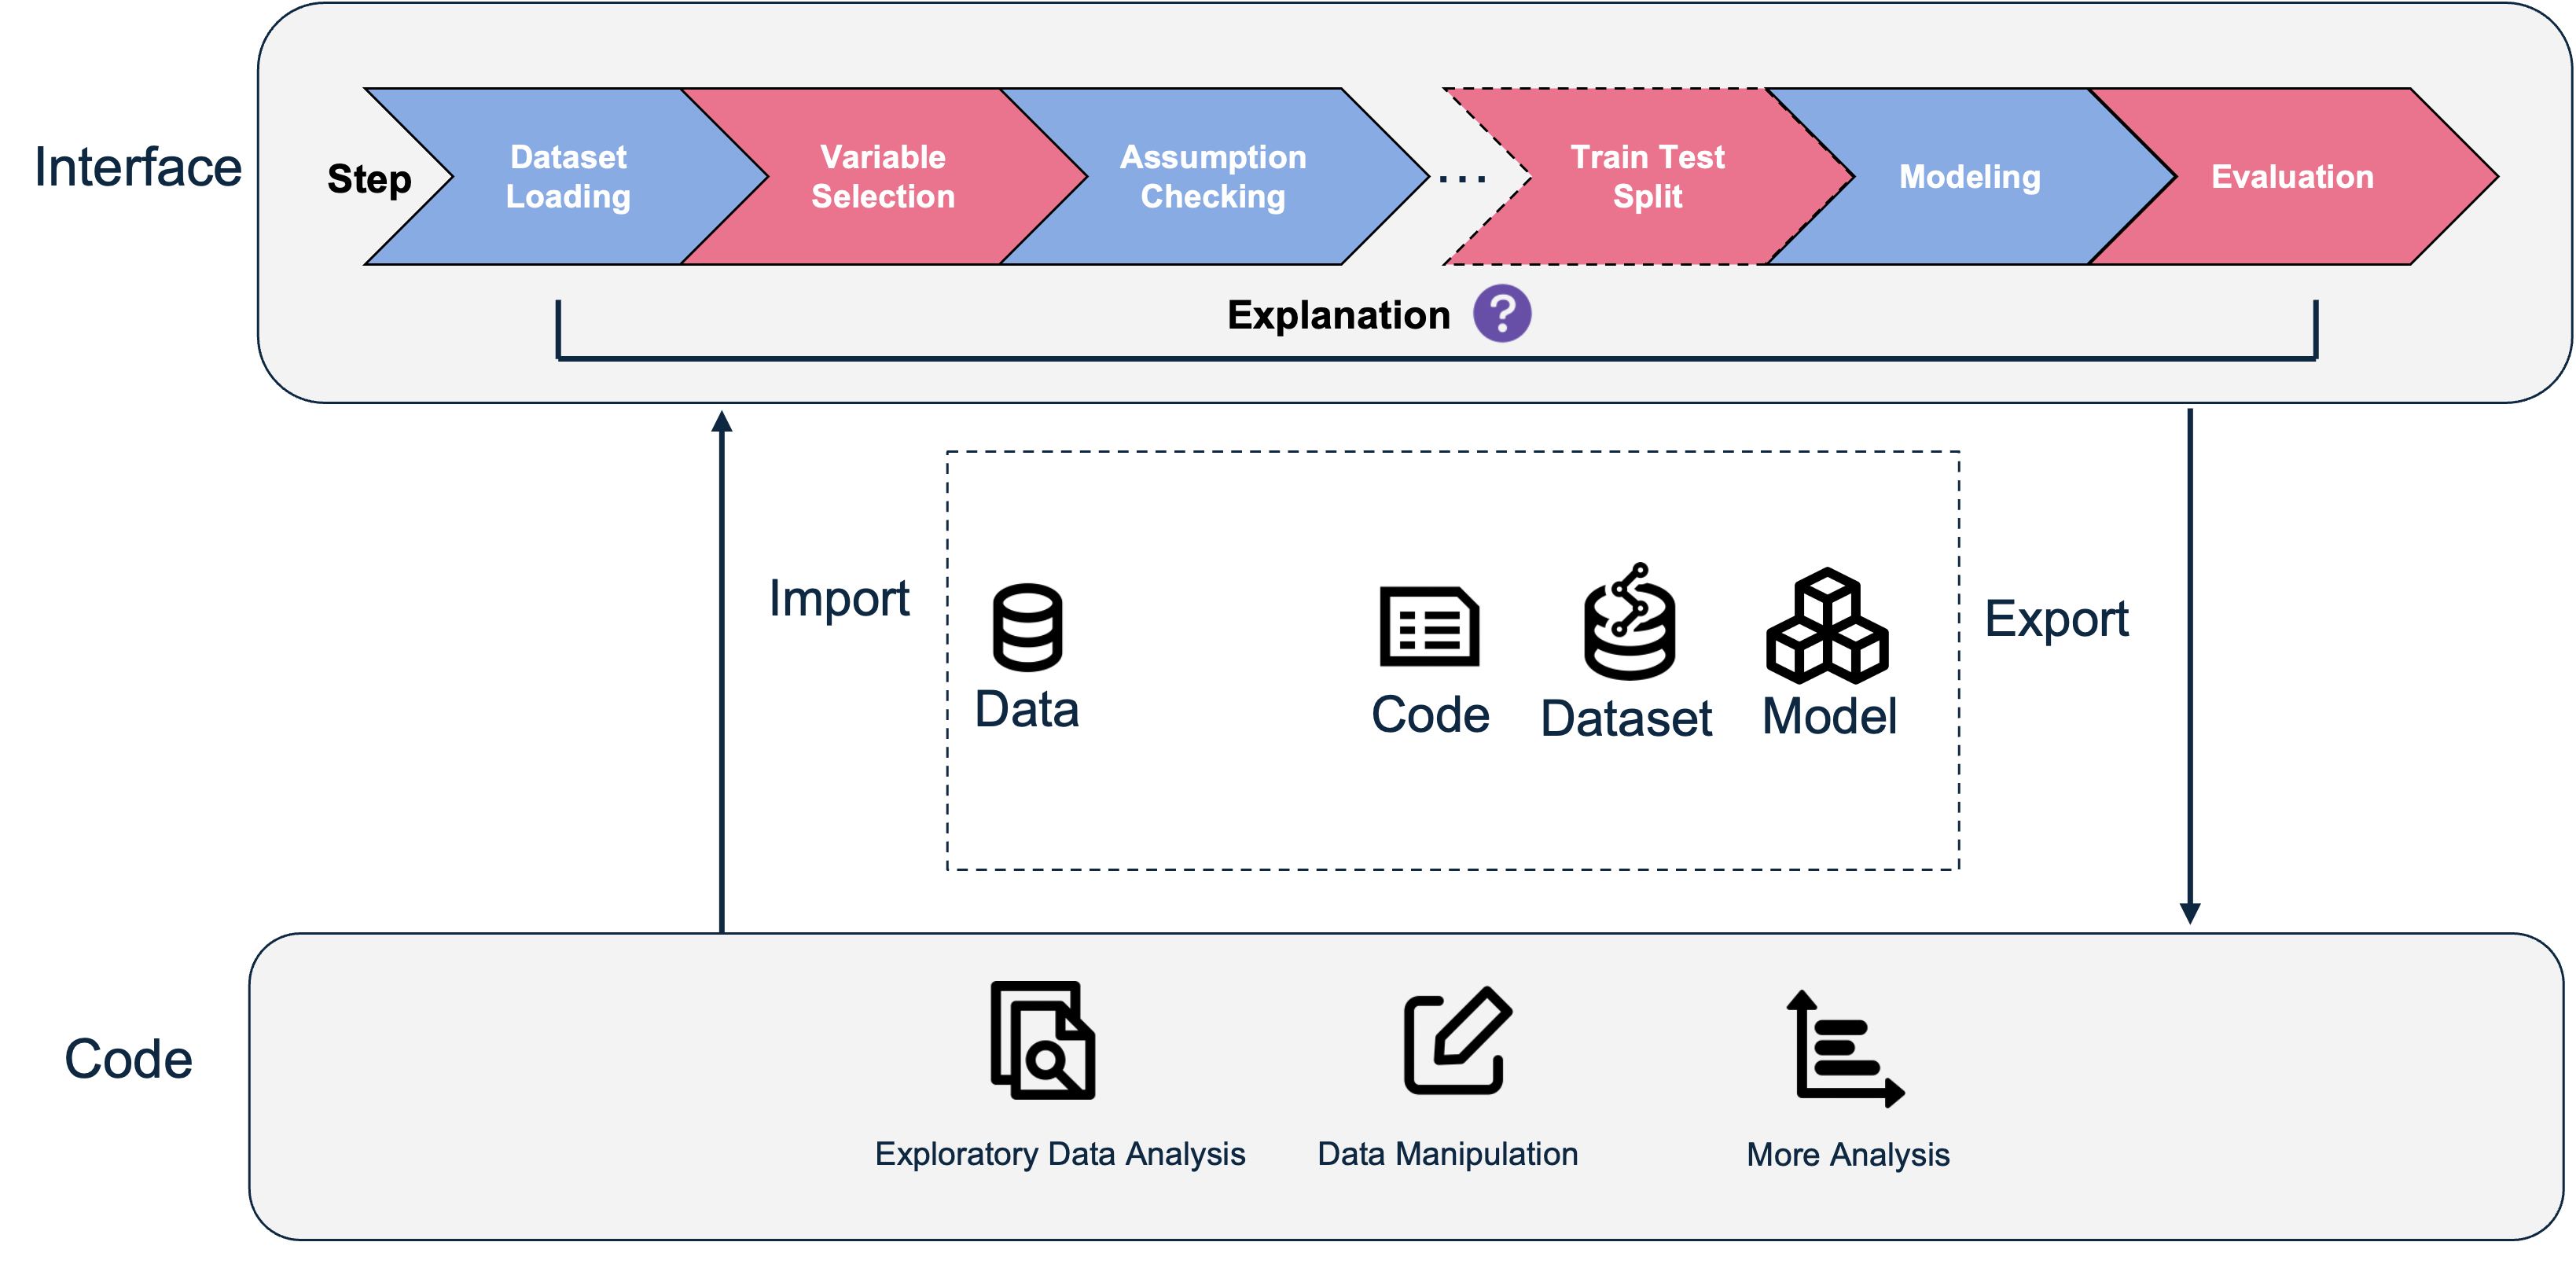 Interface
Step
Dataset
Loading
Variable
Selection
Assumption
Checking
...
Train Test
Split
Modeling
Evaluation
Explanation ?
Import
Data
Code
Dataset
Model
Export
Code
Exploratory Data Analysis
Data Manipulation
More Analysis